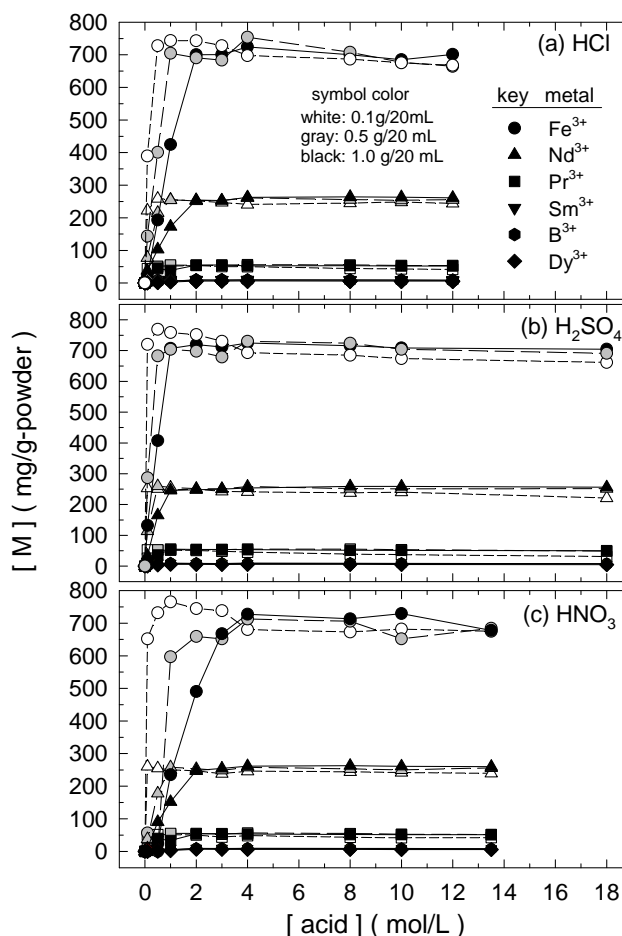 800
700
600
500
400
300
200
100
0
(a) HCl
symbol color
white: 0.1g/20mL
gray: 0.5 g/20 mL
black: 1.0 g/20 mL
key metal
Fe³⁺
Nd³⁺
Pr³⁺
Sm³⁺
B³⁺
Dy³⁺
800
700
600
500
400
300
200
100
0
(b) H₂SO₄
[ M ] ( mg/g-powder )
800
700
600
500
400
300
200
100
0
(c) HNO₃
0 2 4 6 8 10 12 14 16 18
[ acid ] ( mol/L )